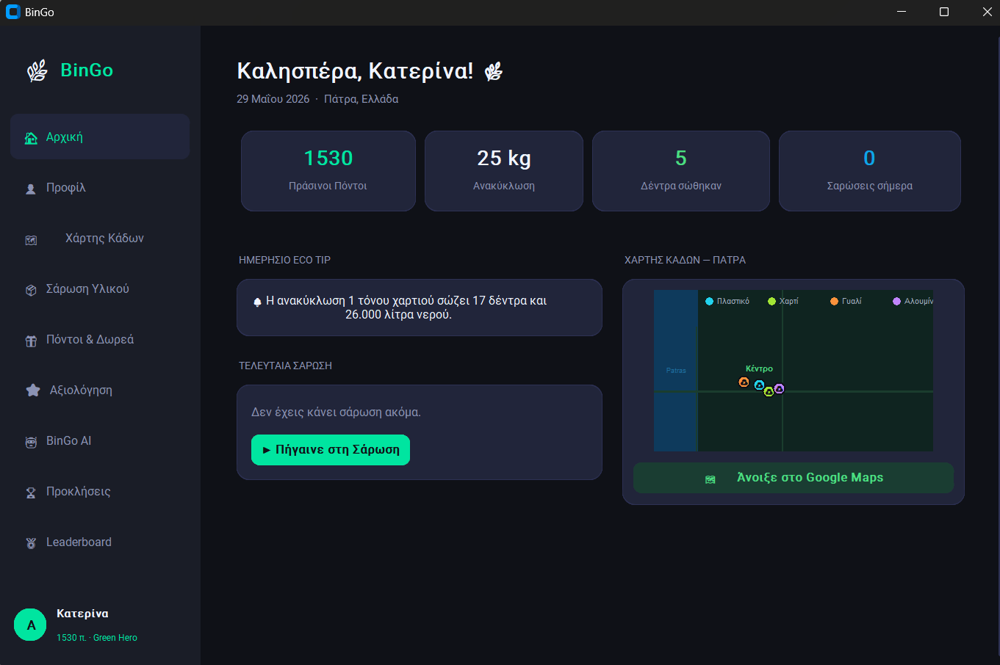 BinGo
BinGo
Αρχική
Προφίλ
Χάρτης Κάδων
Σάρωση Υλικού
Πόντοι & Δωρεά
Αξιολόγηση
BinGo AI
Προκλήσεις
Leaderboard
A
Κατερίνα
1530 π. · Green Hero
Καλησπέρα, Κατερίνα!
29 Μαΐου 2026 · Πάτρα, Ελλάδα
1530
Πράσινοι Πόντοι
25 kg
Ανακύκλωση
5
Δέντρα σώθηκαν
0
Σαρώσεις σήμερα
ΗΜΕΡΗΣΙΟ ECO TIP
Η ανακύκλωση 1 τόνου χαρτιού σώζει 17 δέντρα και
26.000 λίτρα νερού.
ΤΕΛΕΥΤΑΙΑ ΣΑΡΩΣΗ
Δεν έχεις κάνει σάρωση ακόμα.
► Πήγαινε στη Σάρωση
ΧΑΡΤΗΣ ΚΑΔΩΝ — ΠΑΤΡΑ
Πλαστικό Χαρτί Γυαλί Αλουμίν
Patras
Κέντρο
Άνοιξε στο Google Maps